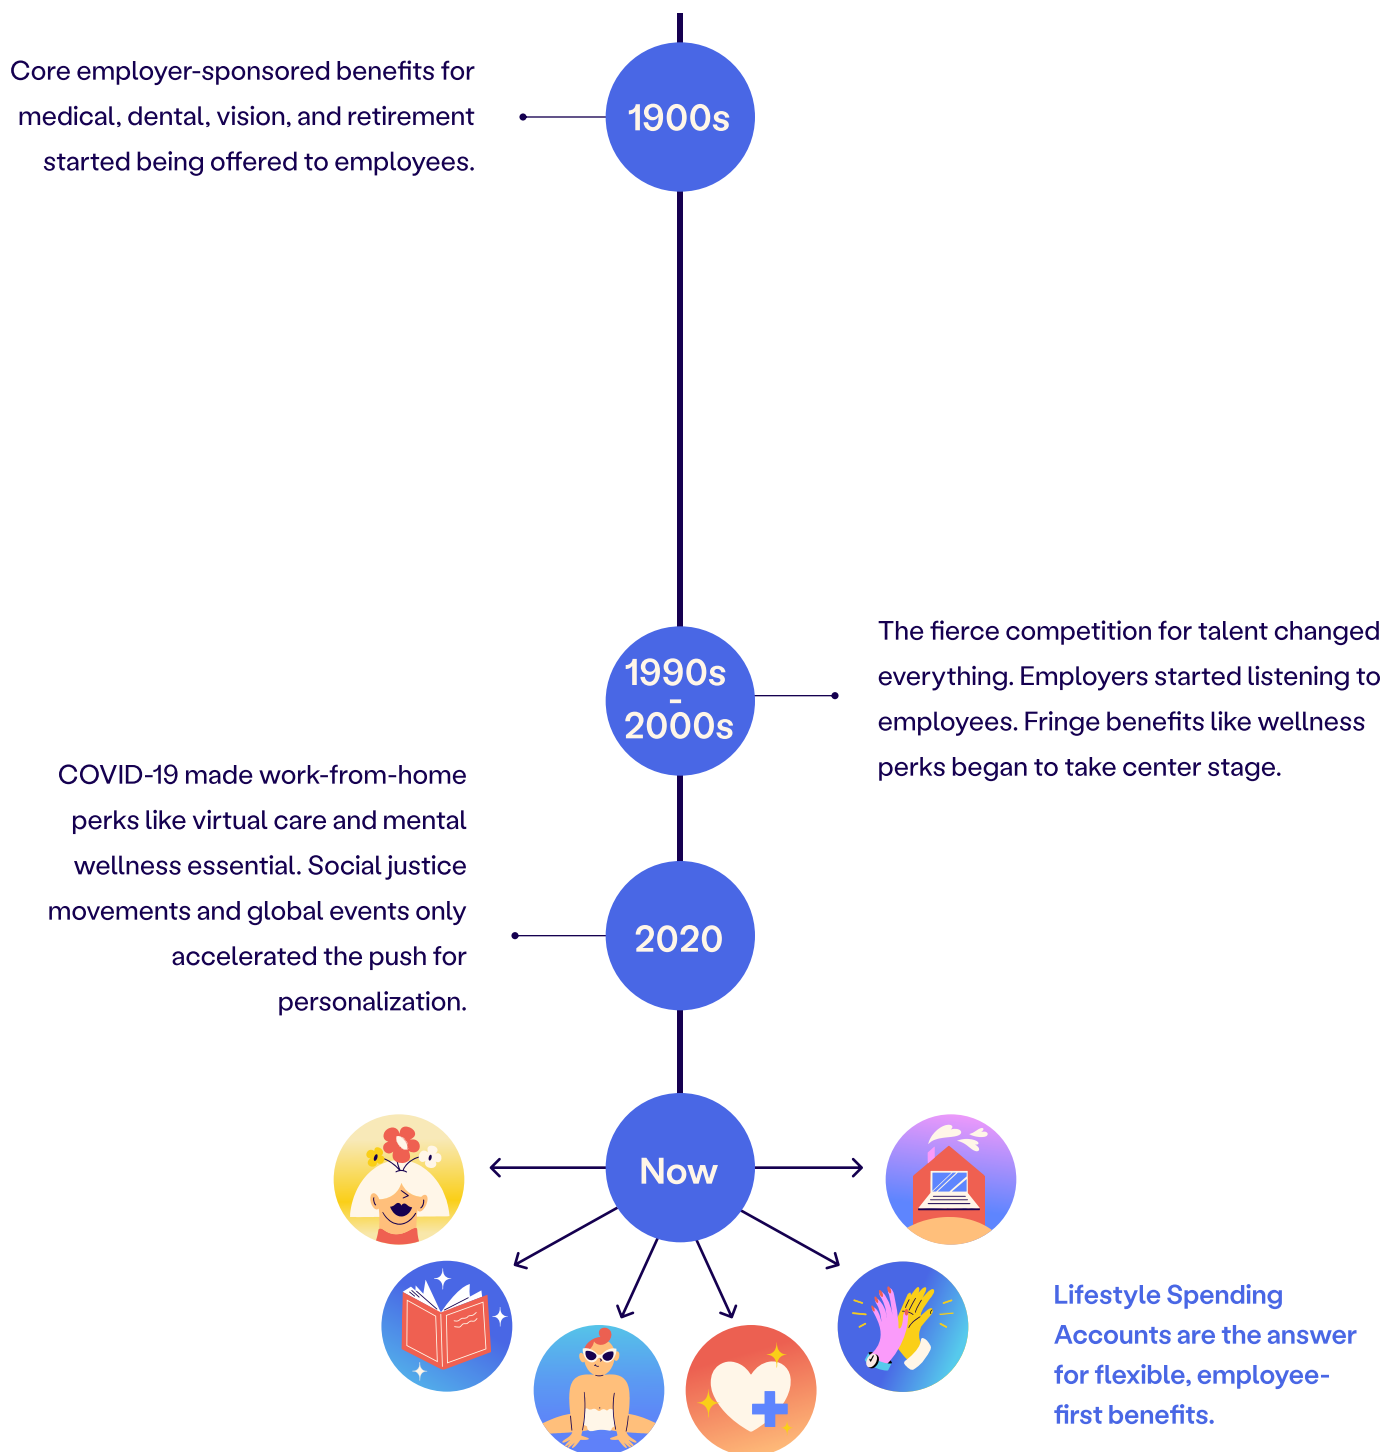 Core employer-sponsored benefits for
medical, dental, vision, and retirement
started being offered to employees.
1900s
1990s
-
2000s
The fierce competition for talent changed
everything. Employers started listening to
employees. Fringe benefits like wellness
perks began to take center stage.
COVID-19 made work-from-home
perks like virtual care and mental
wellness essential. Social justice
movements and global events only
accelerated the push for
personalization.
2020
Now
Lifestyle Spending
Accounts are the answer
for flexible, employee-
first benefits.